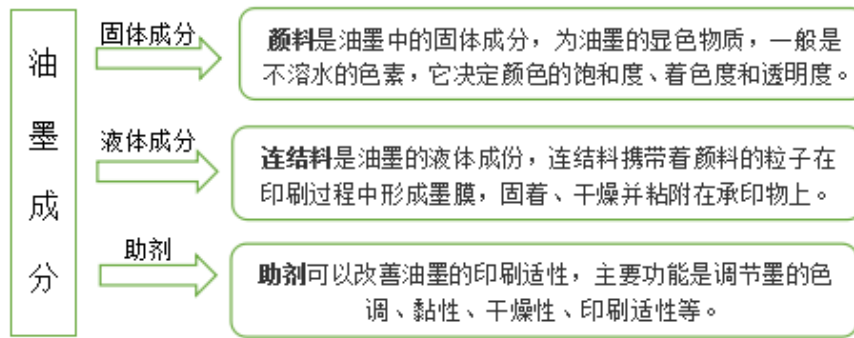 油墨成分
固体成分
颜料是油墨中的固体成分，为油墨的显色物质，一般是
不溶水的色素，它决定颜色的饱和度、着色度和透明度。
液体成分
连结料是油墨的液体成份，连结料携带着颜料的粒子在
印刷过程中形成墨膜，固着、干燥并粘附在承印物上。
助剂
助剂可以改善油墨的印刷适性，主要功能是调节墨的色
调、黏性、干燥性、印刷适性等。